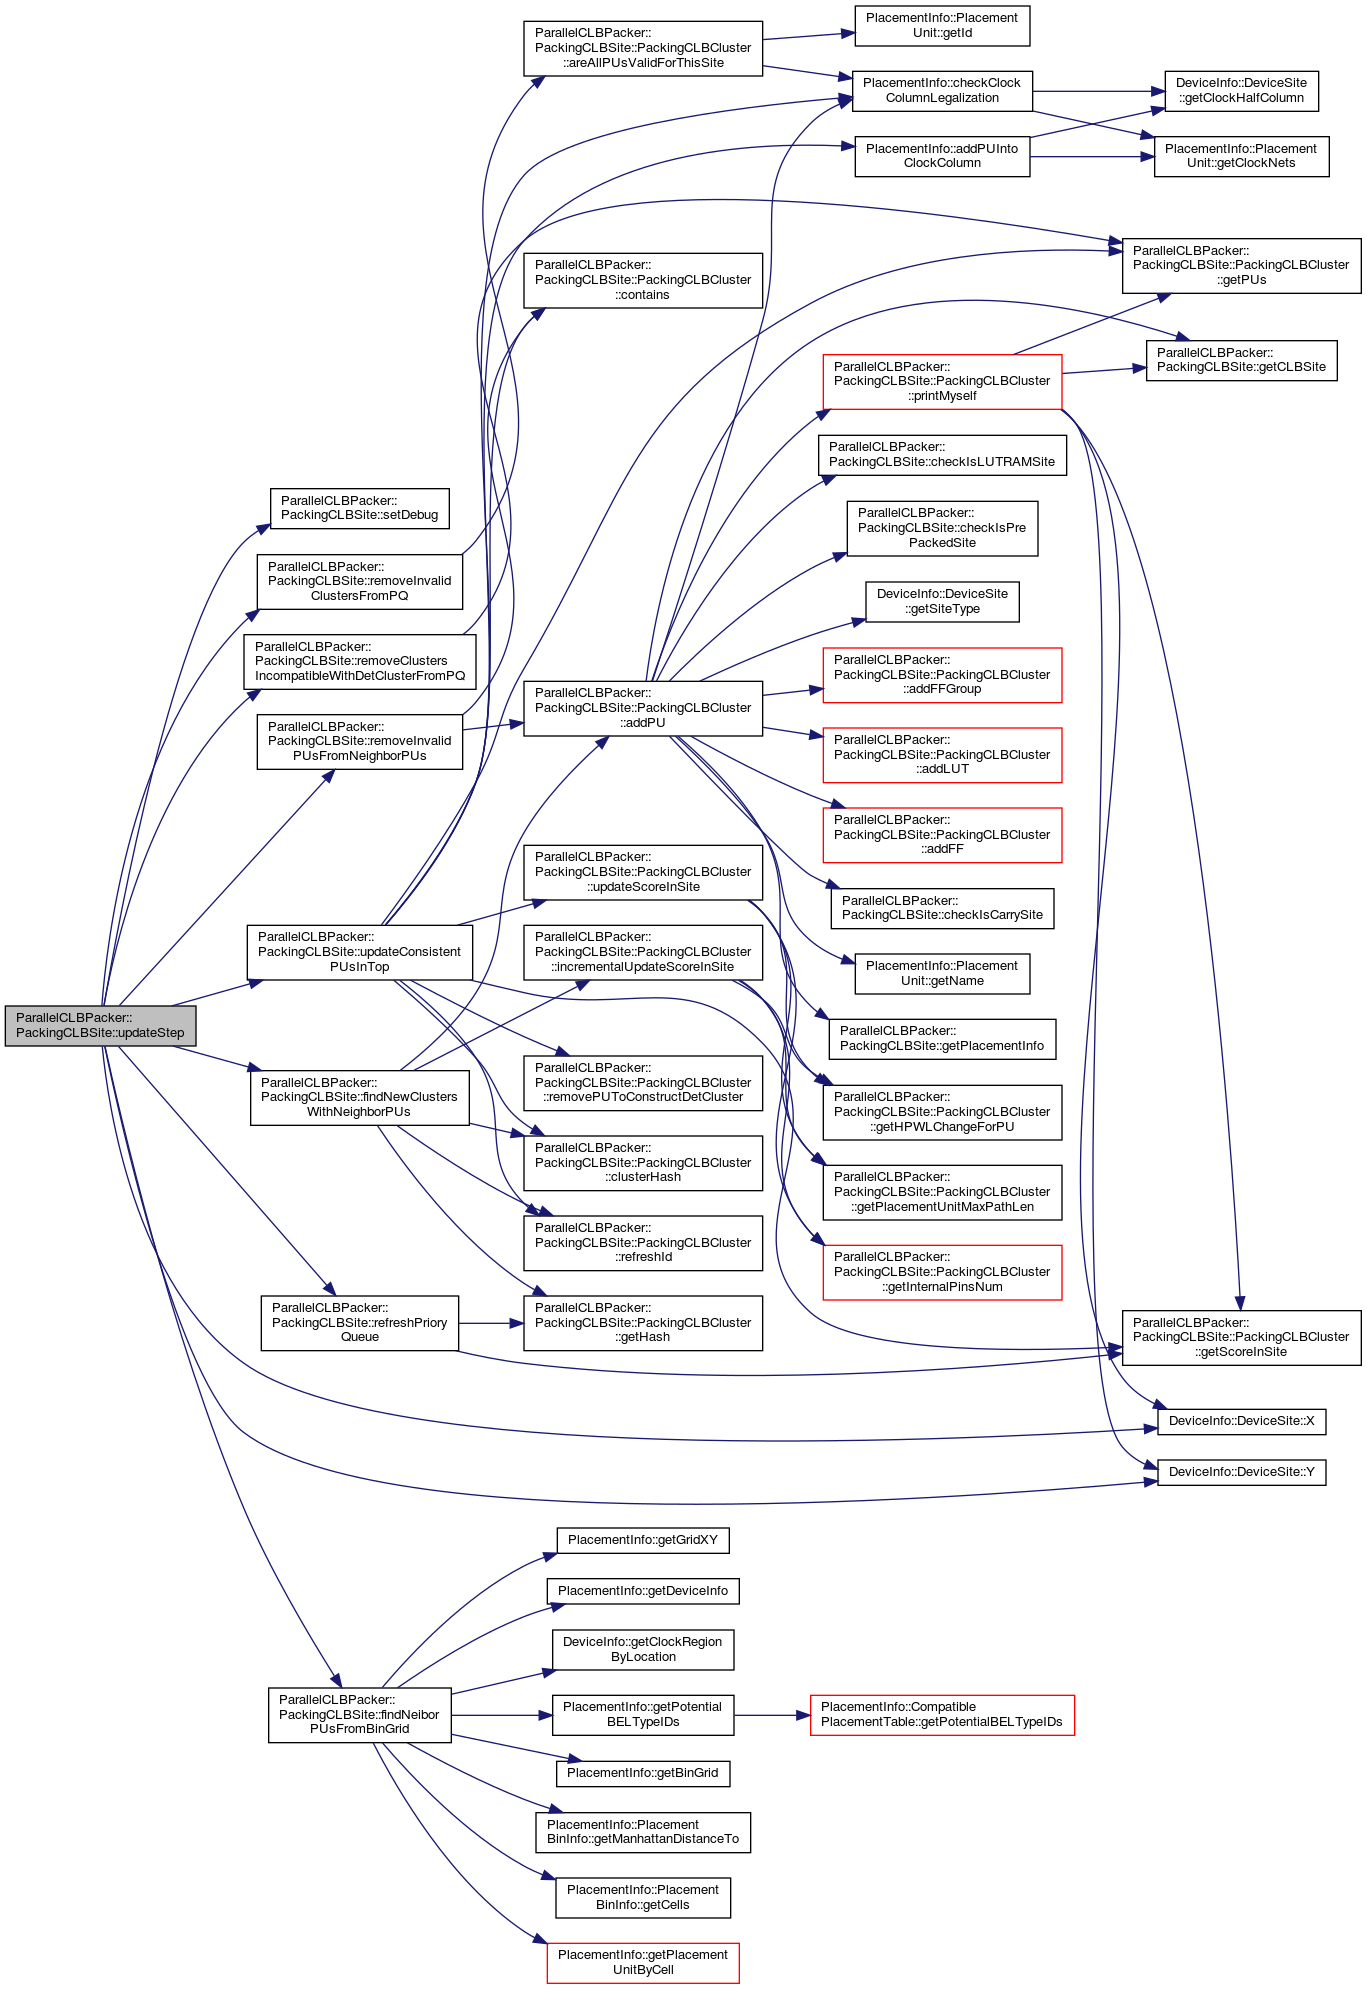 ParallelCLBPacker::
PackingCLBSite::updateStep
ParallelCLBPacker::
PackingCLBSite::setDebug
ParallelCLBPacker::
PackingCLBSite::removeInvalid
ClustersFromPQ
ParallelCLBPacker::
PackingCLBSite::removeClusters
IncompatibleWithDetClusterFromPQ
ParallelCLBPacker::
PackingCLBSite::removeInvalid
PUsFromNeighborPUs
ParallelCLBPacker::
PackingCLBSite::updateConsistent
PUsInTop
ParallelCLBPacker::
PackingCLBSite::findNewClusters
WithNeighborPUs
ParallelCLBPacker::
PackingCLBSite::refreshPriory
Queue
ParallelCLBPacker::
PackingCLBSite::findNeibor
PUsFromBinGrid
ParallelCLBPacker::
PackingCLBSite::PackingCLBCluster
::areAllPUsValidForThisSite
ParallelCLBPacker::
PackingCLBSite::PackingCLBCluster
::contains
ParallelCLBPacker::
PackingCLBSite::PackingCLBCluster
::addPU
ParallelCLBPacker::
PackingCLBSite::PackingCLBCluster
::updateScoreInSite
ParallelCLBPacker::
PackingCLBSite::PackingCLBCluster
::incrementalUpdateScoreInSite
ParallelCLBPacker::
PackingCLBSite::PackingCLBCluster
::removePUToConstructDetCluster
ParallelCLBPacker::
PackingCLBSite::PackingCLBCluster
::clusterHash
ParallelCLBPacker::
PackingCLBSite::PackingCLBCluster
::refreshId
ParallelCLBPacker::
PackingCLBSite::PackingCLBCluster
::getHash
PlacementInfo::getGridXY
PlacementInfo::getDeviceInfo
DeviceInfo::getClockRegion
ByLocation
PlacementInfo::getPotential
BELTypeIDs
PlacementInfo::getBinGrid
PlacementInfo::Placement
BinInfo::getManhattanDistanceTo
PlacementInfo::Placement
BinInfo::getCells
PlacementInfo::getPlacement
UnitByCell
PlacementInfo::Placement
Unit::getId
PlacementInfo::checkClock
ColumnLegalization
PlacementInfo::addPUInto
ClockColumn
ParallelCLBPacker::
PackingCLBSite::PackingCLBCluster
::printMyself
ParallelCLBPacker::
PackingCLBSite::checkIsLUTRAMSite
ParallelCLBPacker::
PackingCLBSite::checkIsPre
PackedSite
DeviceInfo::DeviceSite
::getSiteType
ParallelCLBPacker::
PackingCLBSite::PackingCLBCluster
::addFFGroup
ParallelCLBPacker::
PackingCLBSite::PackingCLBCluster
::addLUT
ParallelCLBPacker::
PackingCLBSite::PackingCLBCluster
::addFF
ParallelCLBPacker::
PackingCLBSite::checkIsCarrySite
PlacementInfo::Placement
Unit::getName
ParallelCLBPacker::
PackingCLBSite::getPlacementInfo
ParallelCLBPacker::
PackingCLBSite::PackingCLBCluster
::getHPWLChangeForPU
ParallelCLBPacker::
PackingCLBSite::PackingCLBCluster
::getPlacementUnitMaxPathLen
ParallelCLBPacker::
PackingCLBSite::PackingCLBCluster
::getInternalPinsNum
PlacementInfo::Compatible
PlacementTable::getPotentialBELTypeIDs
DeviceInfo::DeviceSite
::getClockHalfColumn
PlacementInfo::Placement
Unit::getClockNets
ParallelCLBPacker::
PackingCLBSite::PackingCLBCluster
::getPUs
ParallelCLBPacker::
PackingCLBSite::getCLBSite
ParallelCLBPacker::
PackingCLBSite::PackingCLBCluster
::getScoreInSite
DeviceInfo::DeviceSite::X
DeviceInfo::DeviceSite::Y